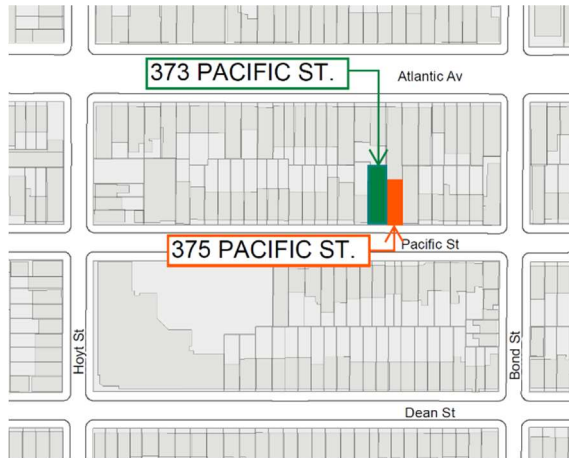 373 PACIFIC ST.
Atlantic Av
375 PACIFIC ST.
Pacific St
Hoyt St
Bond St
Dean St